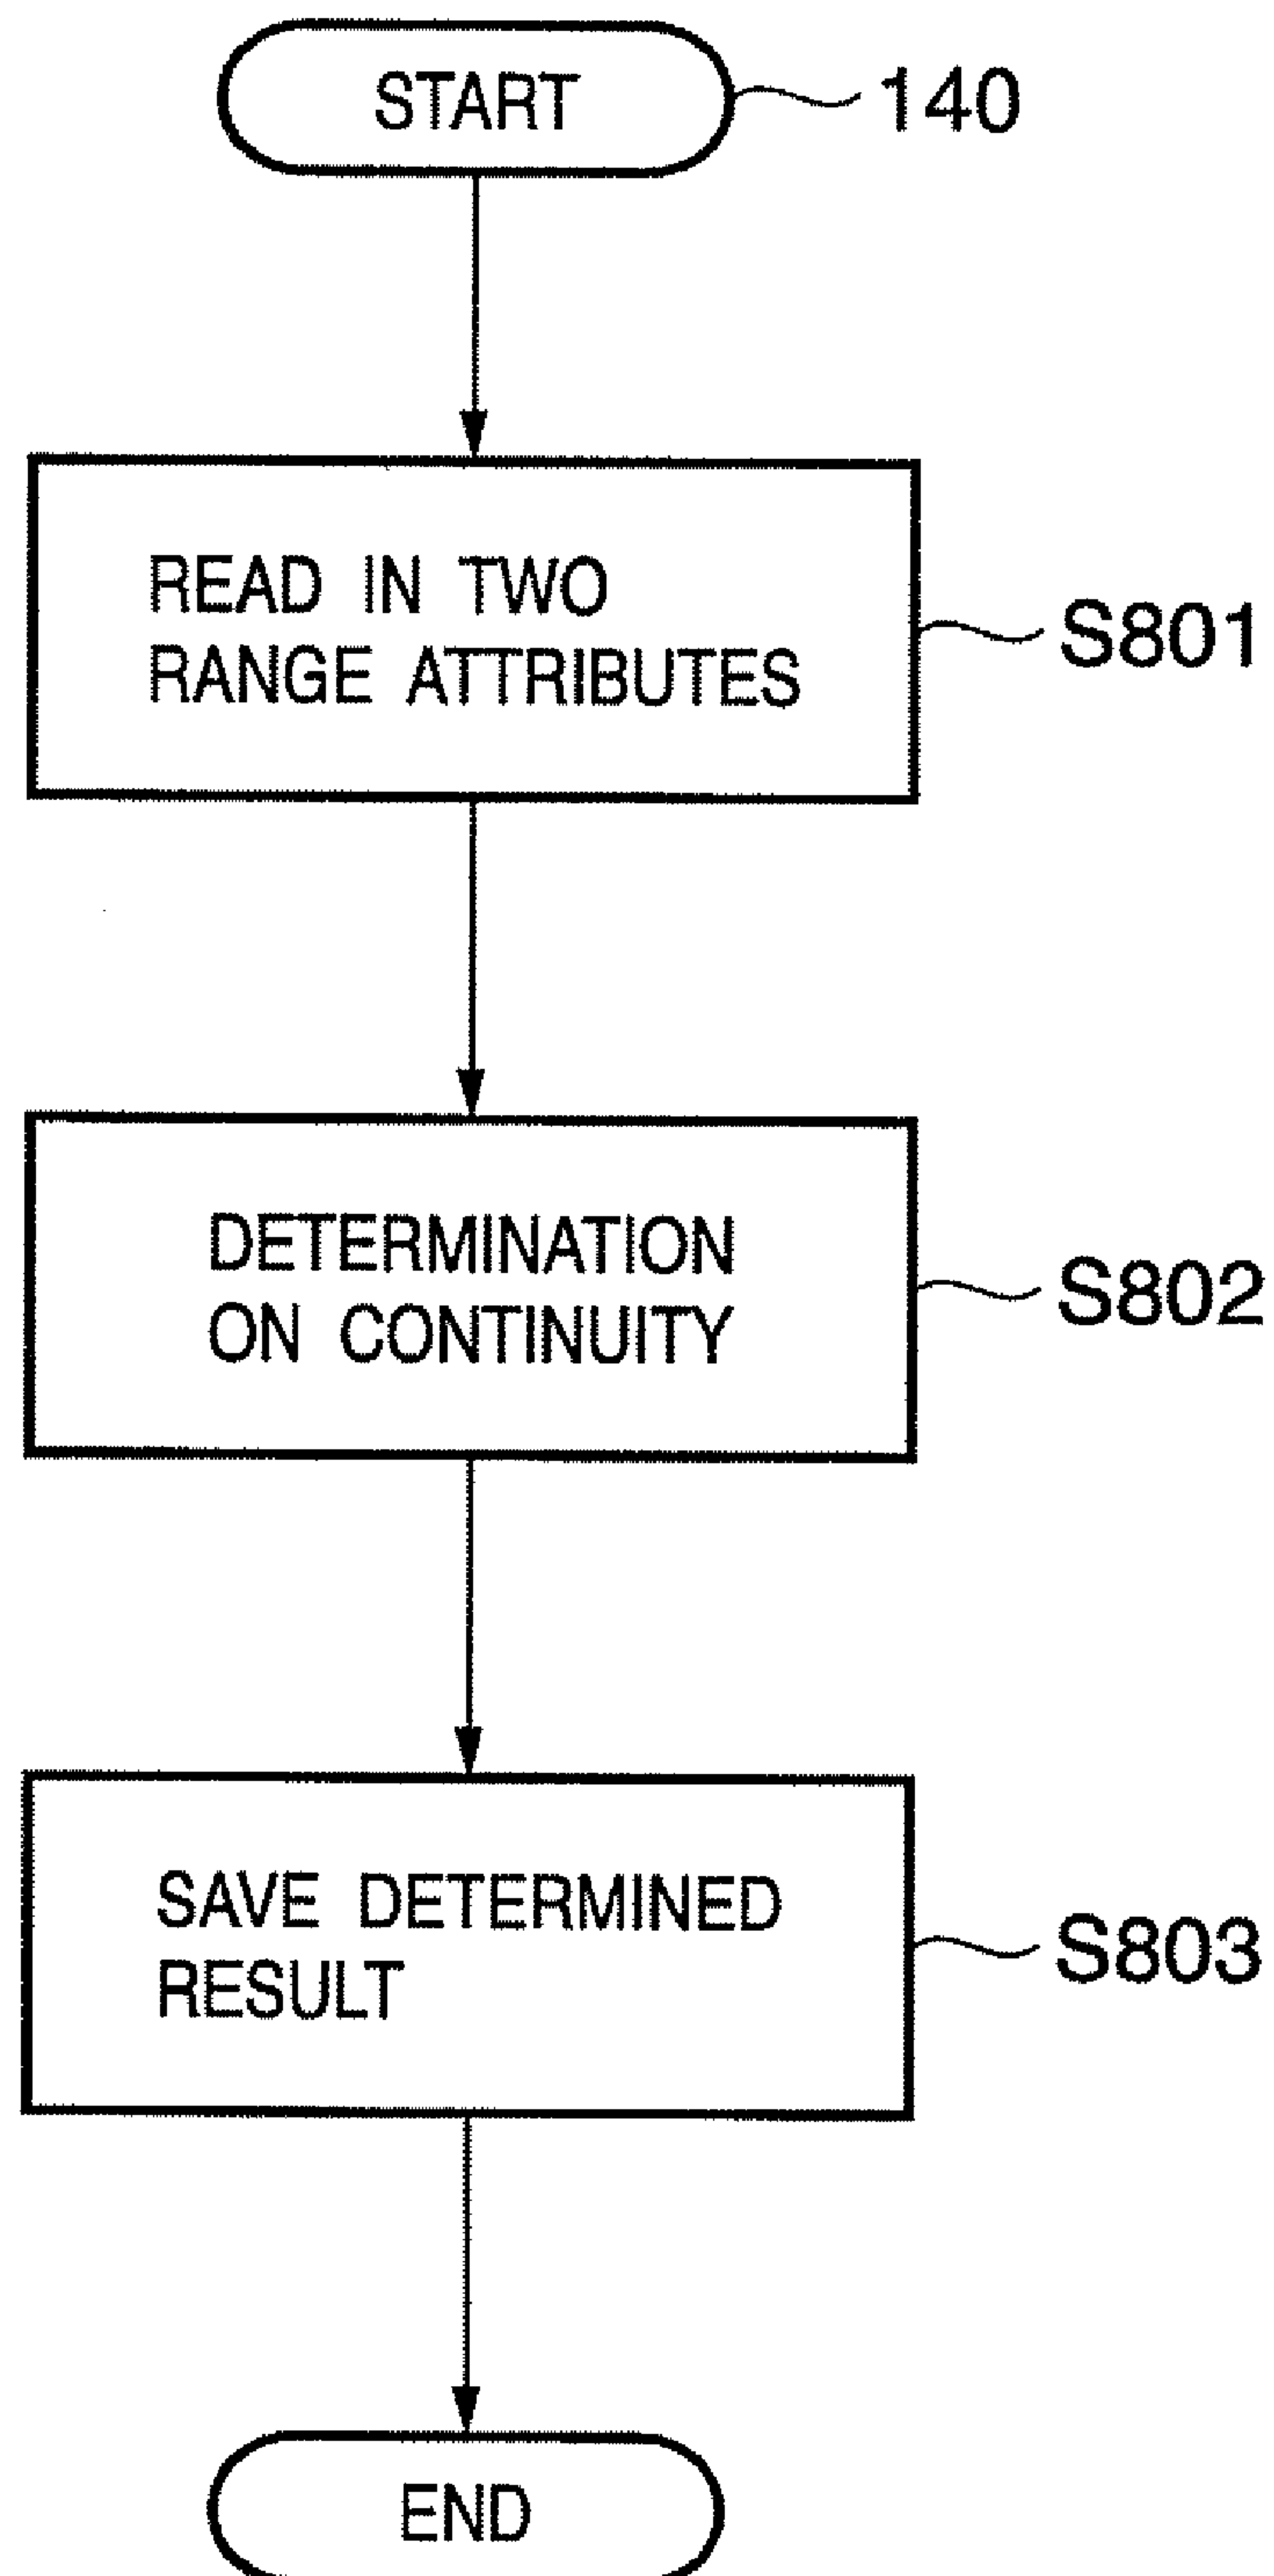 START
140
READ IN TWO
RANGE ATTRIBUTES
S801
DETERMINATION
ON CONTINUITY
S802
SAVE DETERMINED
RESULT
S803
END